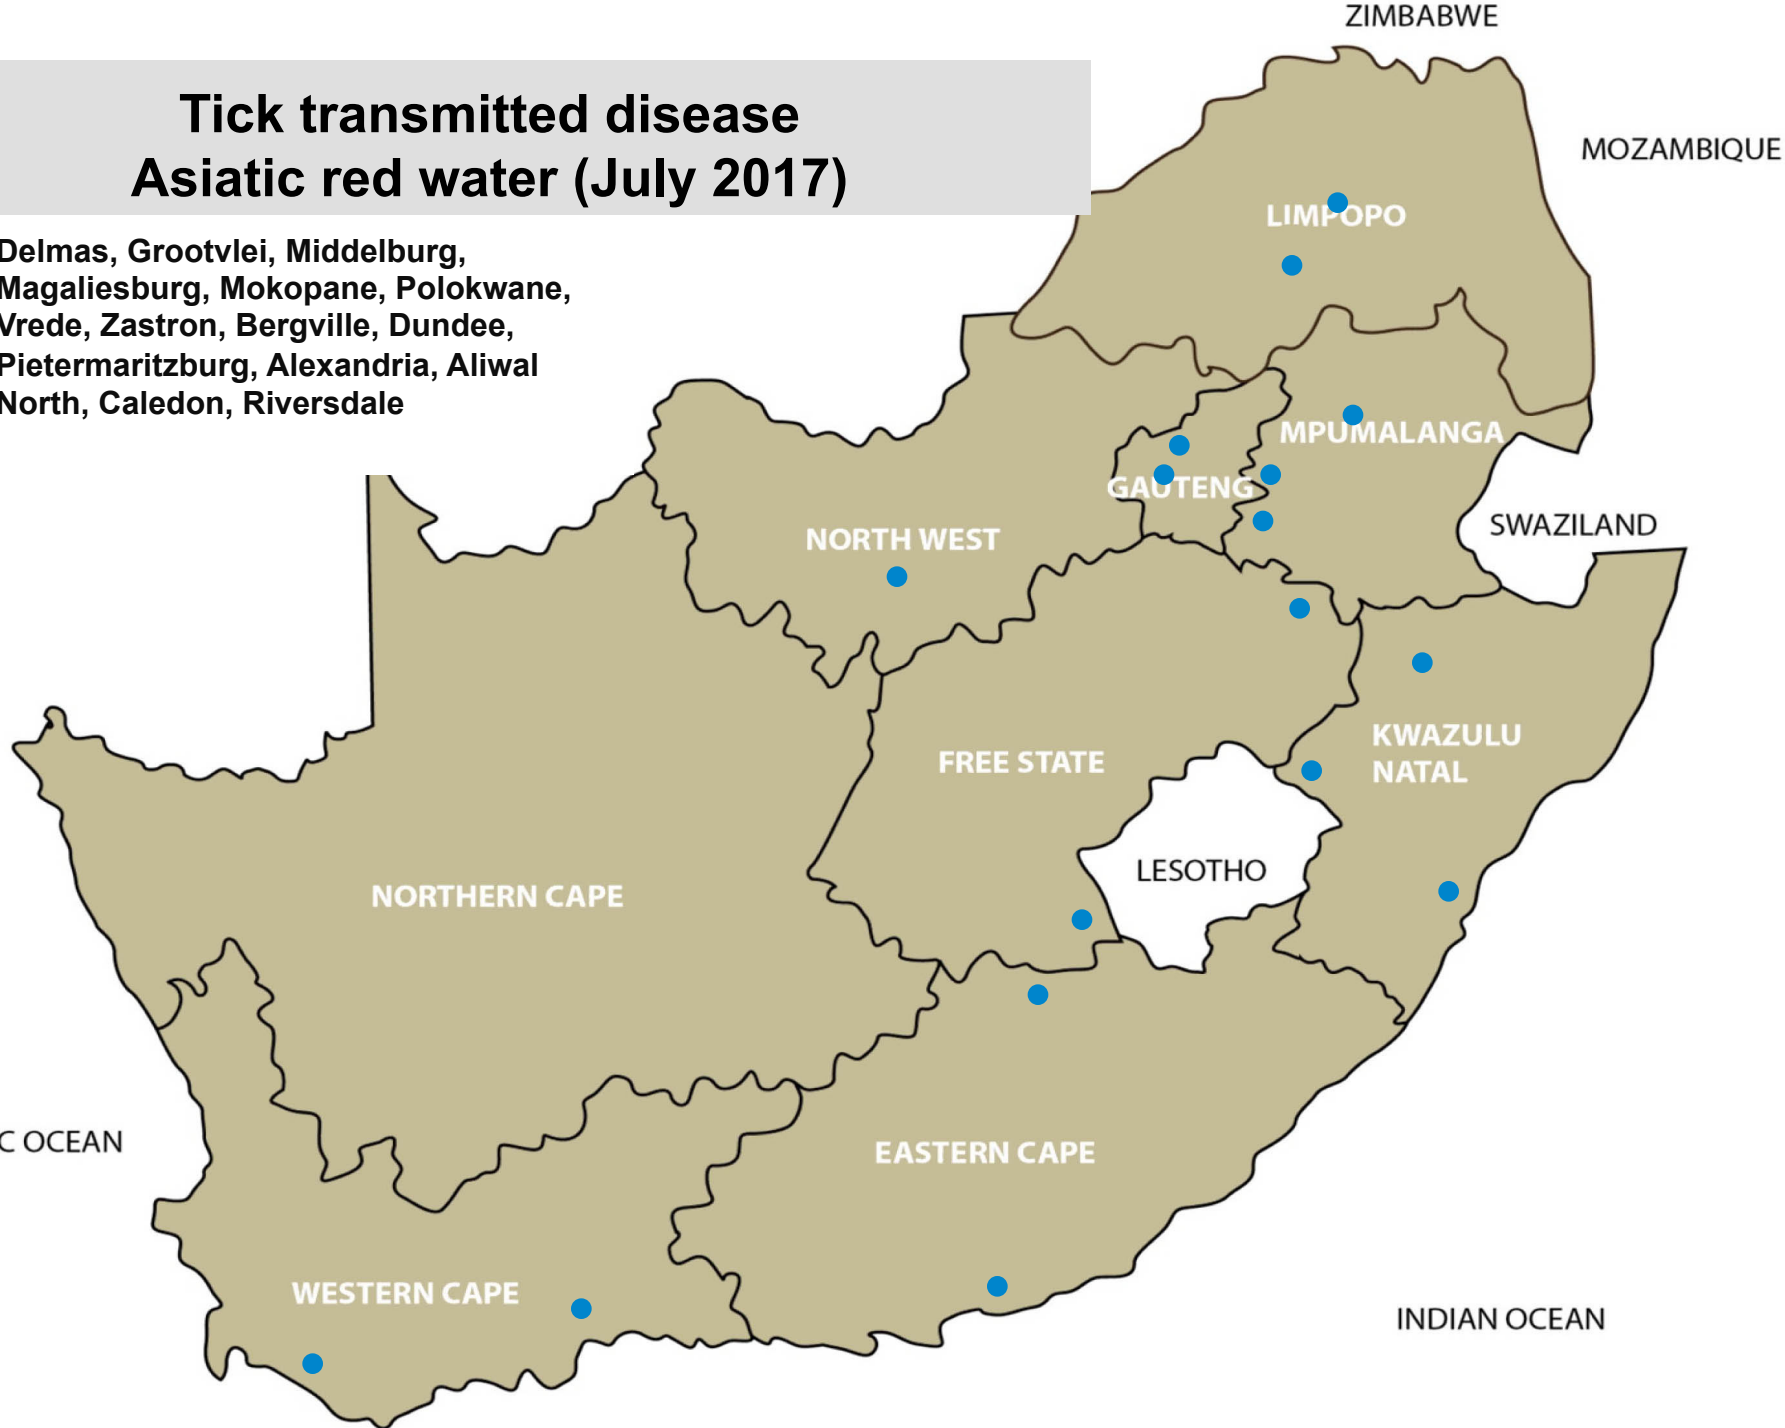 ZIMBABWE
Tick transmitted disease
Asiatic red water (July 2017)
MOZAMBIQUE
LIMPOPO
Delmas, Grootvlei, Middelburg,
Magaliesburg, Mokopane, Polokwane,
Vrede, Zastron, Bergville, Dundee,
Pietermaritzburg, Alexandria, Aliwal
North, Caledon, Riversdale
MPUMALANGA
GAUTENG
SWAZILAND
NORTH WEST
KWAZULU
NATAL
FREE STATE
LESOTHO
NORTHERN CAPE
C OCEAN
EASTERN CAPE
WESTERN CAPE
INDIAN OCEAN